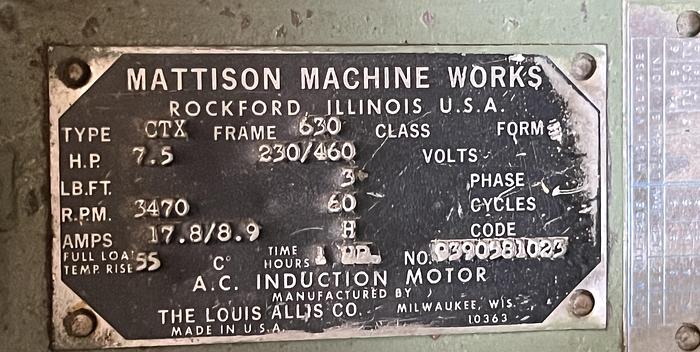 MATTISON MACHINE WORKS
ROCKFORD, ILLINOIS U.S.A.
TYPE CTX FRAME 630 CLASS FORM
H.P. 7.5 230/460 VOLTS
LB.FT. 3 PHASE
R.P.M. 3470 60 CYCLES
AMPS 17.8/8.9 H CODE
FULL LOAD TEMP. RISE 55 C° TIME HOURS NO. 0390581023
A.C. INDUCTION MOTOR
MANUFACTURED BY
THE LOUIS ALLIS CO. MILWAUKEE, WIS.
MADE IN U.S.A. 10363